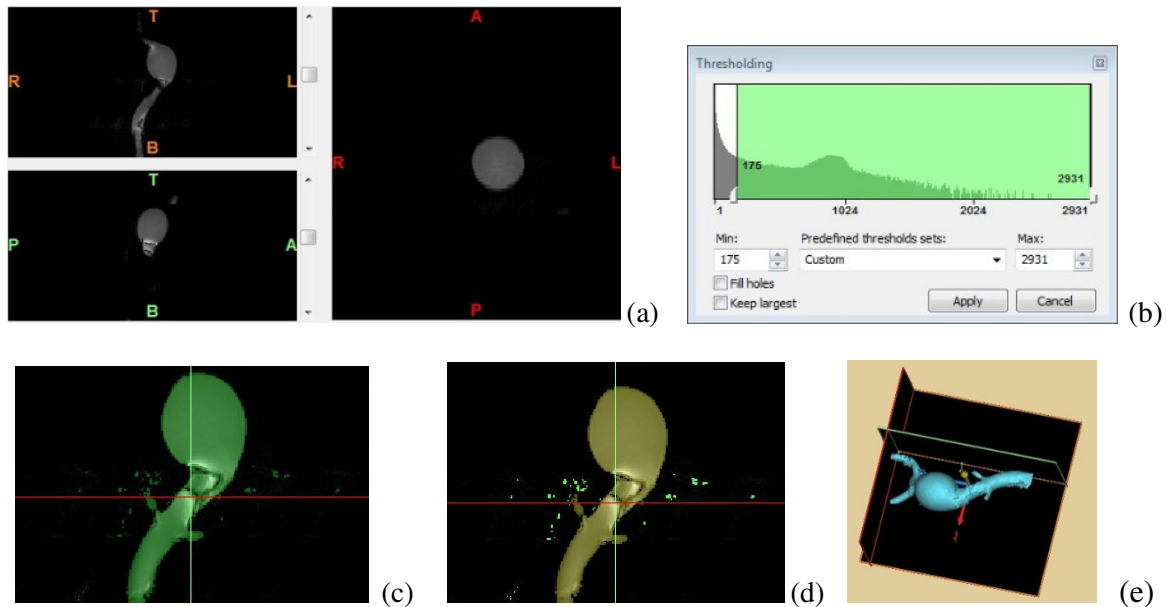 T
R
L
B
T
P
A
B
A
R
L
P
(a)
Thresholding
175
2931
1
1024
2024
2931
Min:
Predefined thresholds sets:
Max:
175
Custom
2931
Fill holes
Keep largest
Apply
Cancel
(b)
(c)
(d)
(e)